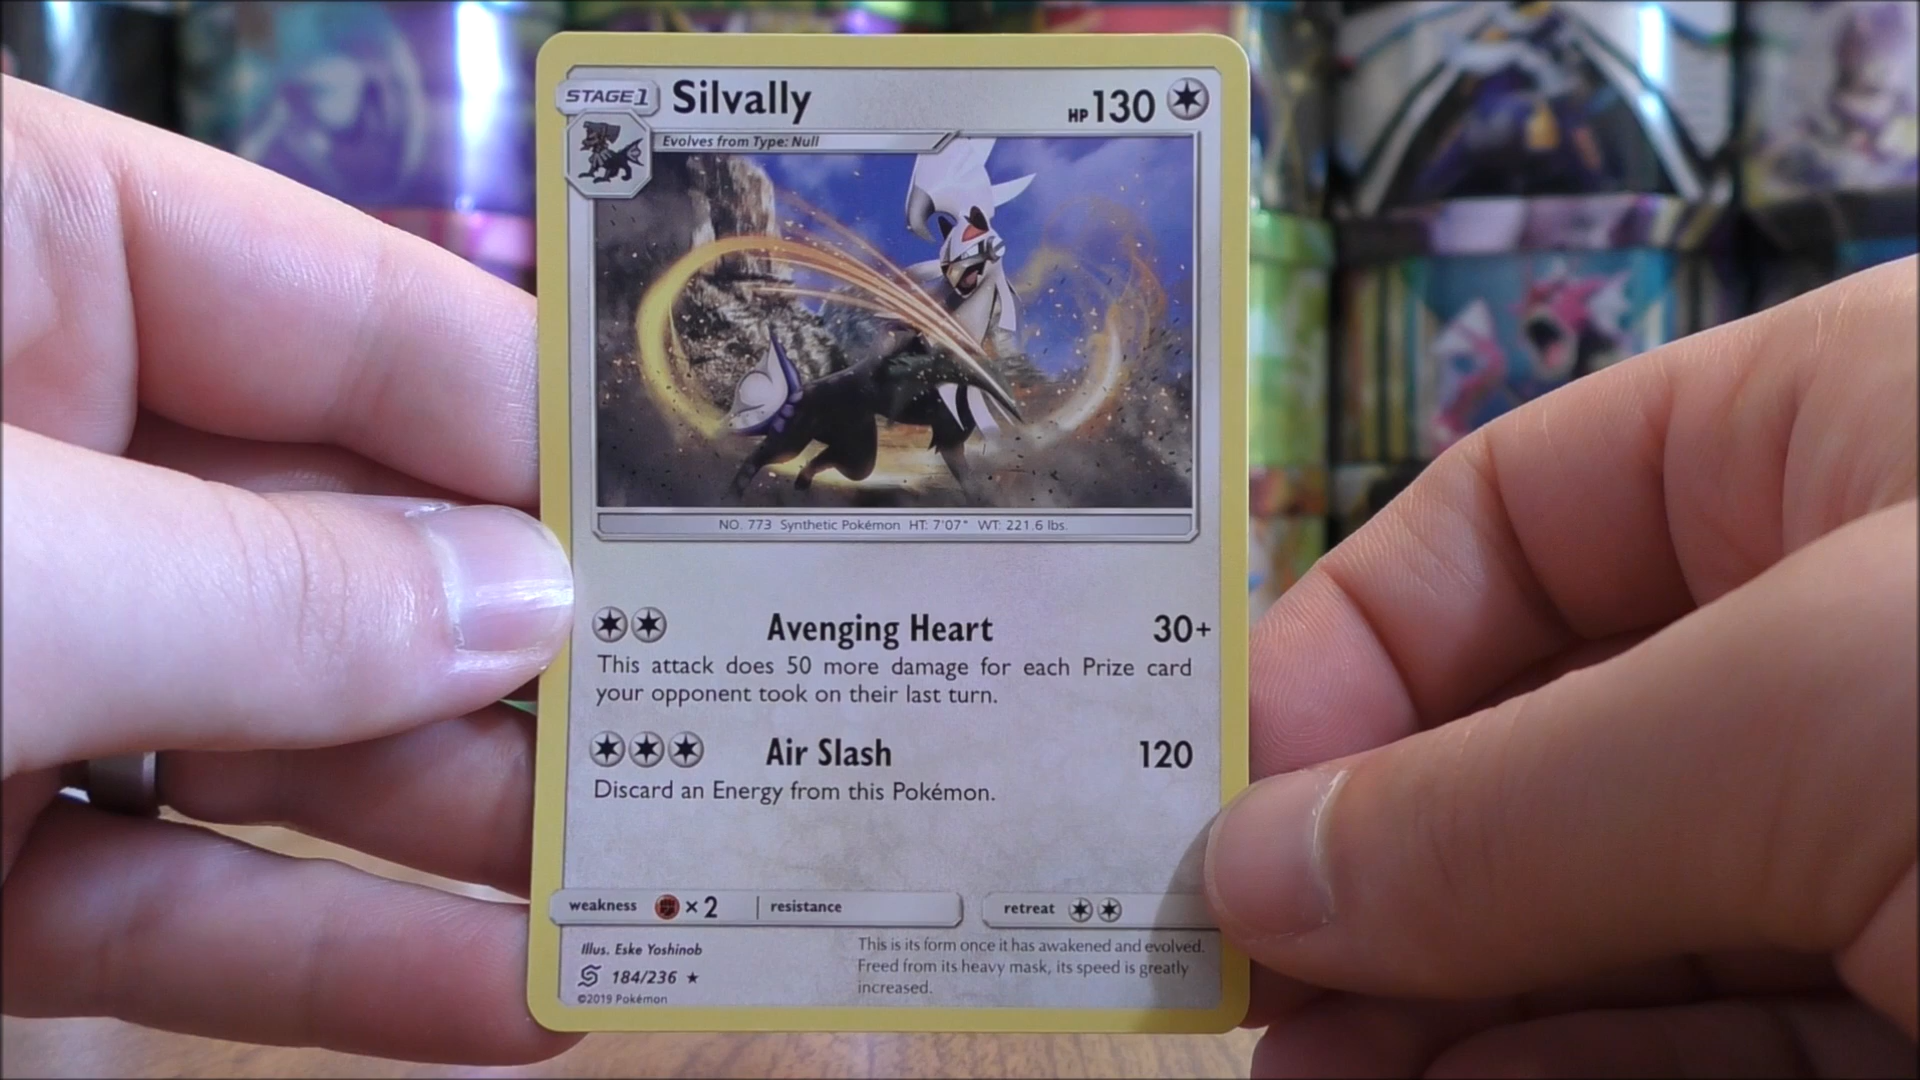 STAGE1 Silvally HP130
Evolves from Type: Null
NO. 773 Synthetic Pokémon HT: 7'07" WT: 221.6 lbs.
Avenging Heart 30+
This attack does 50 more damage for each Prize card
your opponent took on their last turn.
Air Slash 120
Discard an Energy from this Pokémon.
weakness ×2 resistance retreat
Illus. Eske Yoshinob
184/236 ★
©2019 Pokémon
This is its form once it has awakened and evolved.
Freed from its heavy mask, its speed is greatly
increased.